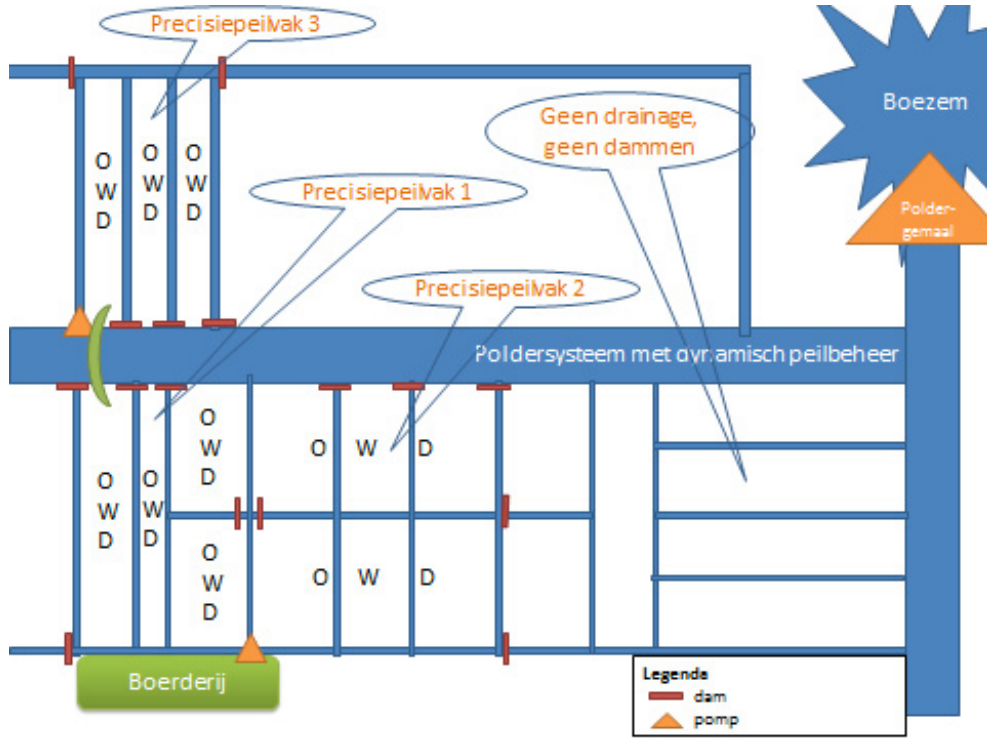 Precisiepeilvak 3
Boezem
Geen drainage,
geen dammen
O
W
D
O
W
D
O
W
D
Precisiepeilvak 1
Polder-
gemaal
Precisiepeilvak 2
Poldersysteem met dynamisch peilbeheer
O
W
D
O W D
O
W
D
O
W
D
O
W
D
O W D
Boerderij
Legenda
dam
pomp